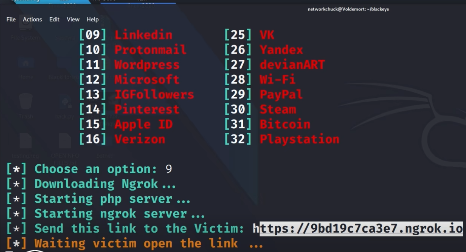 networkchuck@Voldemort: ~/blackeye
File Actions Edit View Help
[09] Linkedin [25] VK
[10] Protonmail [26] Yandex
[11] Wordpress [27] devianART
[12] Microsoft [28] Wi-Fi
[13] IGFollowers [29] PayPal
[14] Pinterest [30] Steam
[15] Apple ID [31] Bitcoin
[16] Verizon [32] Playstation
[*] Choose an option: 9
[*] Downloading Ngrok...
[*] Starting php server...
[*] Starting ngrok server...
[*] Send this link to the Victim: https://9bd19c7ca3e7.ngrok.io
[*] Waiting victim open the link ...